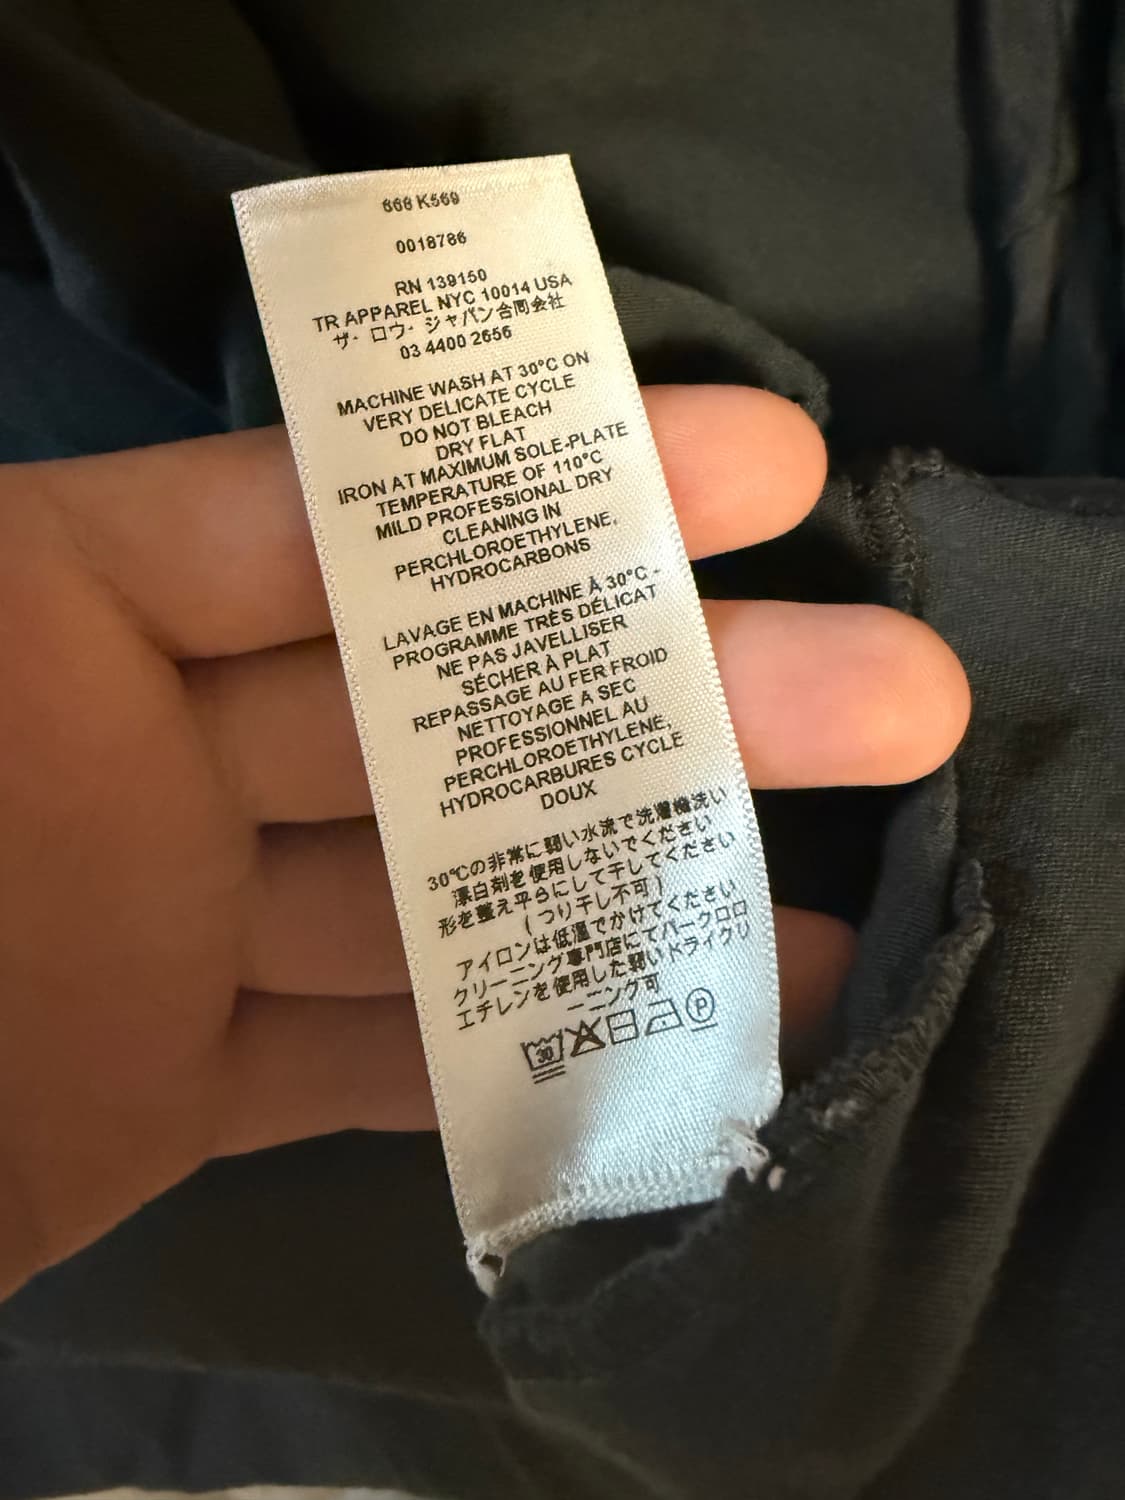 868 K569
0018786
RN 139150
TR APPAREL NYC 10014 USA
ザ・ロウ・ジャパン合同会社
03 4400 2656
MACHINE WASH AT 30°C ON
VERY DELICATE CYCLE
DO NOT BLEACH
DRY FLAT
IRON AT MAXIMUM SOLE-PLATE
TEMPERATURE OF 110°C
MILD PROFESSIONAL DRY
CLEANING IN
PERCHLOROETHYLENE,
HYDROCARBONS
LAVAGE EN MACHINE À 30°C -
PROGRAMME TRÈS DÉLICAT
NE PAS JAVELLISER
SÉCHER À PLAT
REPASSAGE AU FER FROID
NETTOYAGE A SEC
PROFESSIONNEL AU
PERCHLOROETHYLENE,
HYDROCARBURES CYCLE
DOUX
30℃の非常に弱い水流で洗濯機洗い
漂白剤を使用しないでください
形を整え平らにして干してください
(つり干し不可)
アイロンは低温でかけてください
クリーニング専門店にてパークロロ
エチレンを使用した弱いドライクリ
ーニング可
30 P